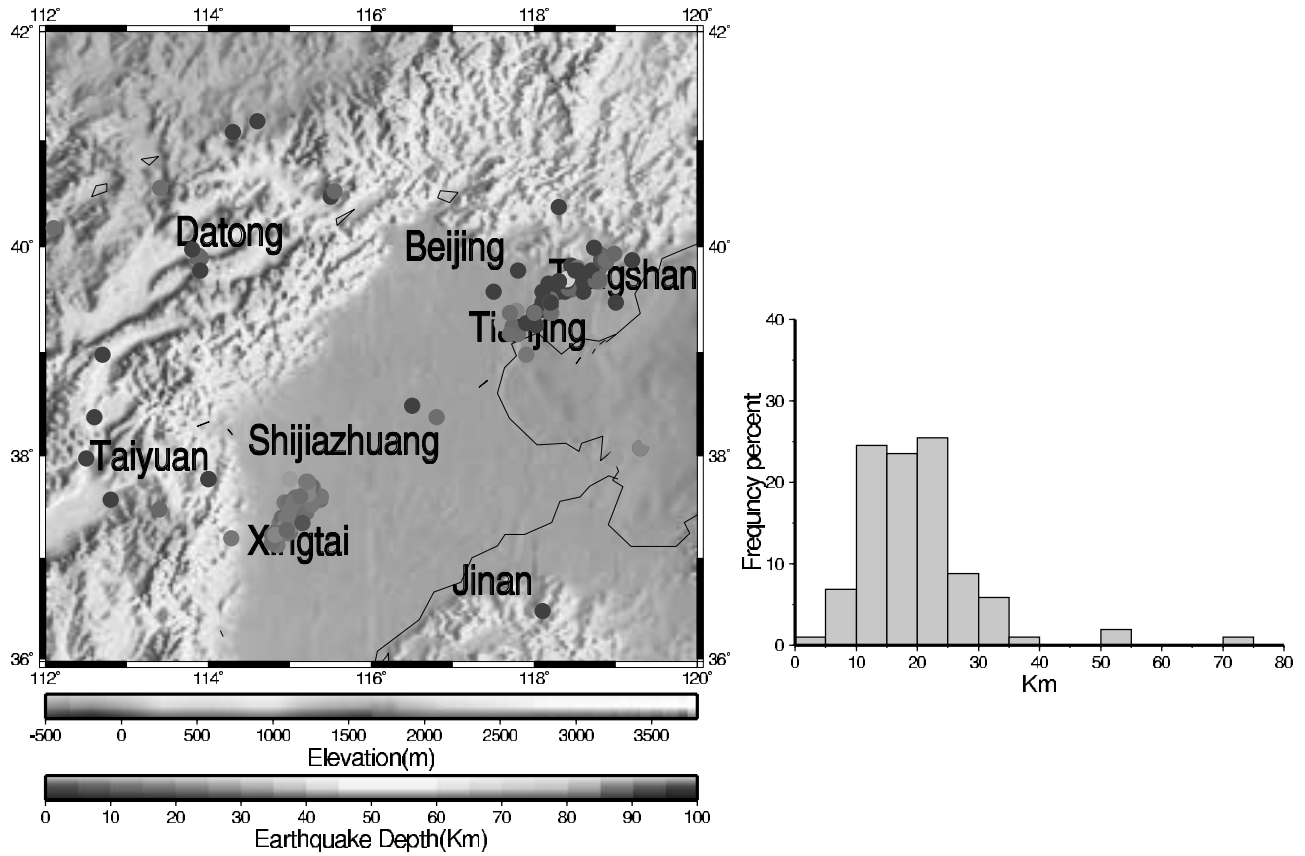 112˚ 114˚ 116˚ 118˚ 120˚
42˚ 42˚
Datong
Beijing
40˚ 40˚
gshan
Shijiazhuang
Taiyuan
38˚ 38˚
Jinan
36˚ 36˚
112˚ 114˚ 116˚ 118˚ 120˚
-500 0 500 1000 1500 2000 2500 3000 3500
Elevation(m)
0 10 20 30 40 50 60 70 80 90 100
Earthquake Depth(Km)
40
30
20
10
0
Frequncy percent
0 10 20 30 40 50 60 70 80
Km